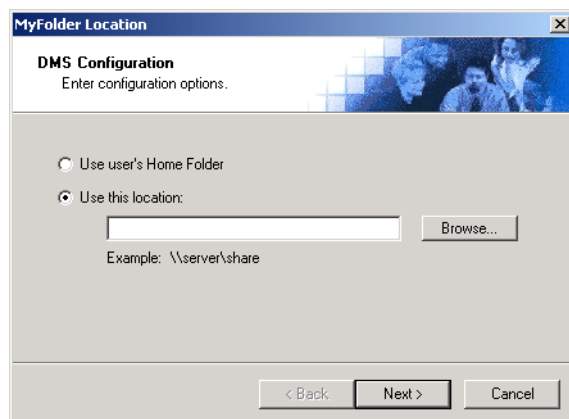 MyFolder Location
DMS Configuration
Enter configuration options.
Use user's Home Folder
Use this location:
Browse...
Example: \\server\share
< Back
Next >
Cancel